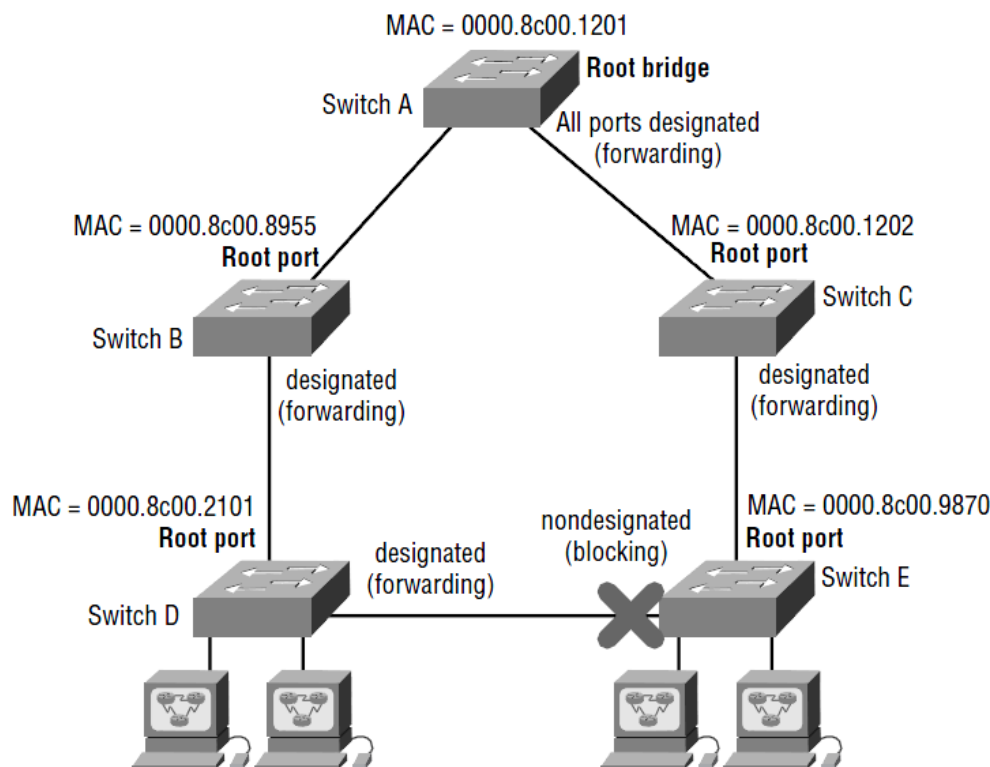 MAC = 0000.8c00.1201
Root bridge
Switch A
All ports designated
(forwarding)
MAC = 0000.8c00.8955
Root port
MAC = 0000.8c00.1202
Root port
Switch B
Switch C
designated
(forwarding)
designated
(forwarding)
MAC = 0000.8c00.2101
Root port
designated
(forwarding)
nondesignated
(blocking)
MAC = 0000.8c00.9870
Root port
Switch D
Switch E